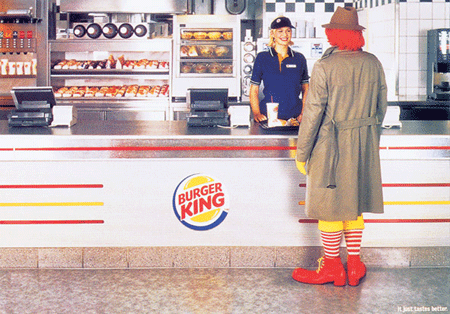 BURGER
KING
it just tastes better.